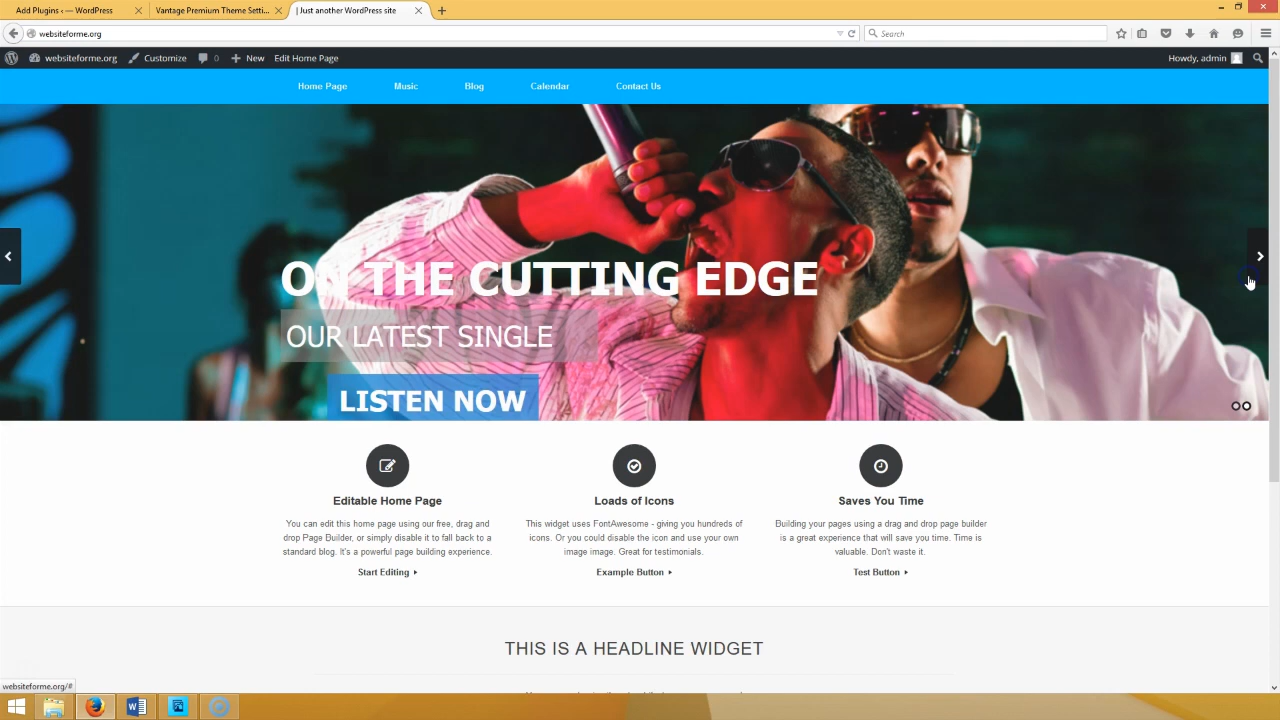 Add Plugins ‹ — WordPress
Vantage Premium Theme Setti...
| Just another WordPress site
websiteforme.org
Search
websiteforme.org
Customize
0
New
Edit Home Page
Howdy, admin
Home Page
Music
Blog
Calendar
Contact Us
ON THE CUTTING EDGE
OUR LATEST SINGLE
LISTEN NOW
Editable Home Page
You can edit this home page using our free, drag and
drop Page Builder, or simply disable it to fall back to a
standard blog. It's a powerful page building experience.
Start Editing
Loads of Icons
This widget uses FontAwesome - giving you hundreds of
icons. Or you could disable the icon and use your own
image image. Great for testimonials.
Example Button
Saves You Time
Building your pages using a drag and drop page builder
is a great experience that will save you time. Time is
valuable. Don't waste it.
Test Button
THIS IS A HEADLINE WIDGET
websiteforme.org/#